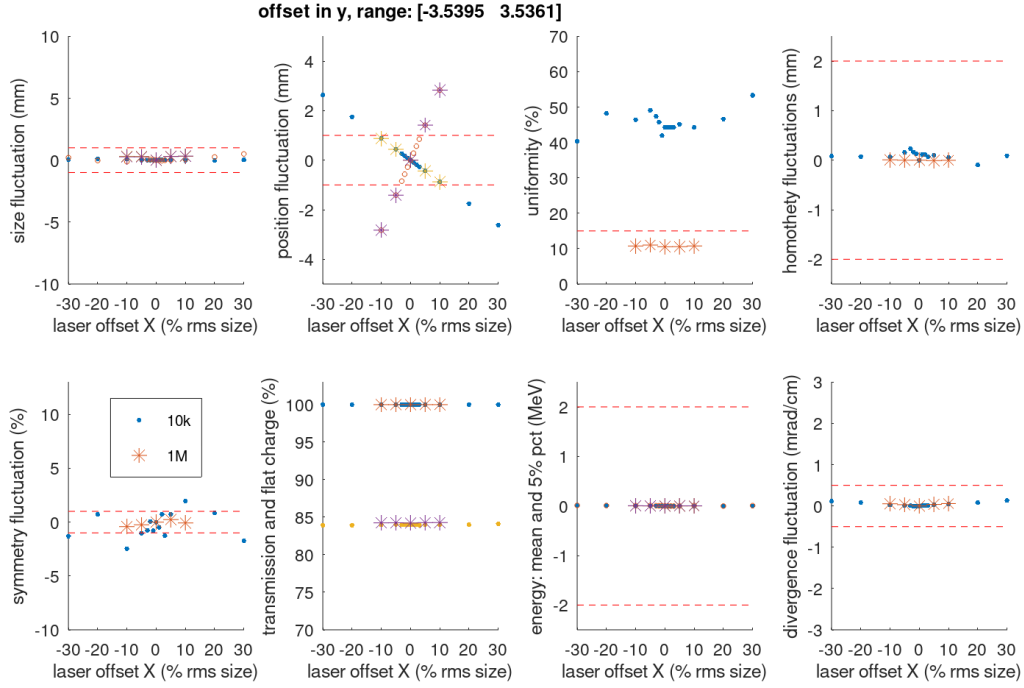 offset in y, range: [-3.5395 3.5361]
size fluctuation (mm)
10
5
0
-5
-10
-30 -20 -10 0 10 20 30
laser offset X (% rms size)
position fluctuation (mm)
4
2
0
-2
-4
-30 -20 -10 0 10 20 30
laser offset X (% rms size)
uniformity (%)
70
60
50
40
30
20
10
0
-30 -20 -10 0 10 20 30
laser offset X (% rms size)
homothety fluctuations (mm)
2
1
0
-1
-2
-30 -20 -10 0 10 20 30
laser offset X (% rms size)
symmetry fluctuation (%)
10
5
0
-5
-10
10k
1M
-30 -20 -10 0 10 20 30
laser offset X (% rms size)
transmission and flat charge (%)
100
95
90
85
80
75
70
-30 -20 -10 0 10 20 30
laser offset X (% rms size)
energy: mean and 5% pct (MeV)
2
1
0
-1
-2
-30 -20 -10 0 10 20 30
laser offset X (% rms size)
divergence fluctuation (mrad/cm)
3
2
1
0
-1
-2
-3
-30 -20 -10 0 10 20 30
laser offset X (% rms size)